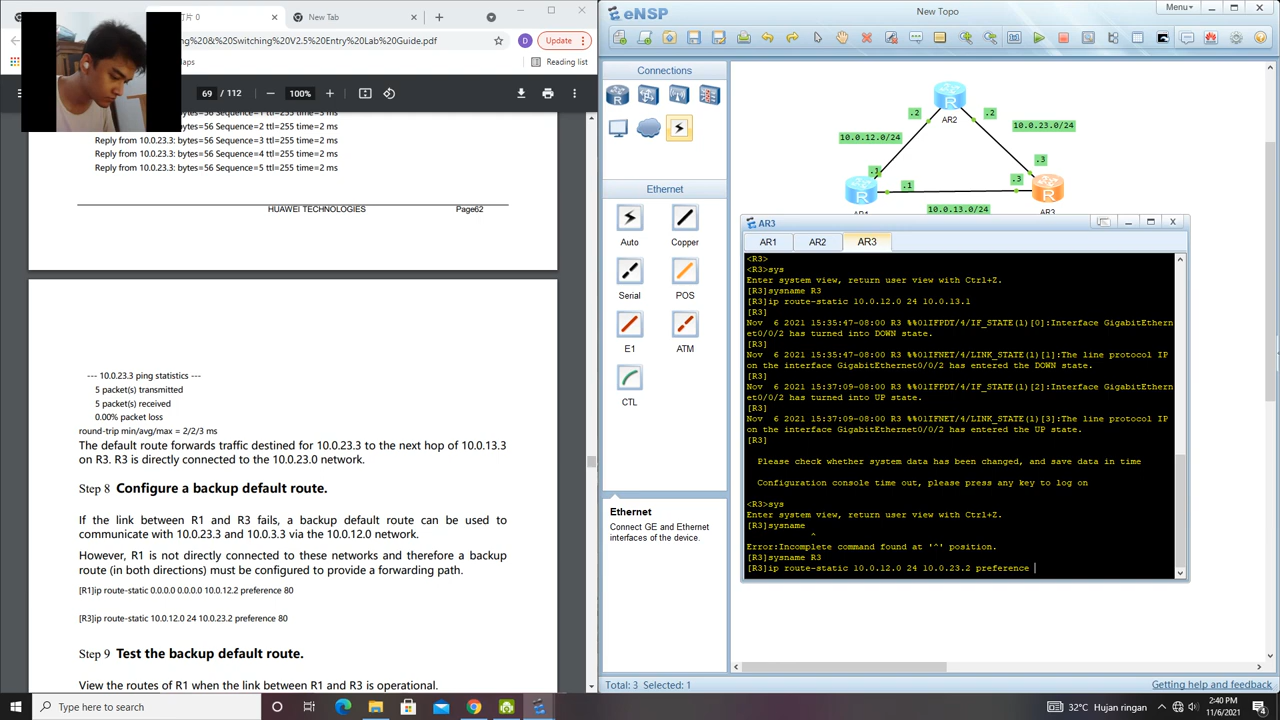 片 0
New Tab
g%20&%20Switching%20V2.5%20Entry%20Lab%20Guide.pdf
D
Update
aps
Reading list
69 / 112
100%
Reply from 10.0.23.3: bytes=56 Sequence=2 ttl=255 time=2 ms
Reply from 10.0.23.3: bytes=56 Sequence=3 ttl=255 time=2 ms
Reply from 10.0.23.3: bytes=56 Sequence=4 ttl=255 time=2 ms
Reply from 10.0.23.3: bytes=56 Sequence=5 ttl=255 time=2 ms
HUAWEI TECHNOLOGIES
Page62
--- 10.0.23.3 ping statistics ---
5 packet(s) transmitted
5 packet(s) received
0.00% packet loss
round-trip min/avg/max = 2/2/3 ms
The default route forwards traffic destined for 10.0.23.3 to the next hop of 10.0.13.3
on R3. R3 is directly connected to the 10.0.23.0 network.
Step 8 Configure a backup default route.
If the link between R1 and R3 fails, a backup default route can be used to
communicate with 10.0.23.3 and 10.0.3.3 via the 10.0.12.0 network.
However, R1 is not directly connected to these networks and therefore a backup
route (in both directions) must be configured to provide a forwarding path.
[R1]ip route-static 0.0.0.0 0.0.0.0 10.0.12.2 preference 80
[R3]ip route-static 10.0.12.0 24 10.0.23.2 preference 80
Step 9 Test the backup default route.
View the routes of R1 when the link between R1 and R3 is operational.
eNSP
New Topo
Menu
Connections
Ethernet
Auto
Copper
Serial
POS
E1
ATM
CTL
Ethernet
Connect GE and Ethernet
interfaces of the device.
AR2
.2
.2
10.0.12.0/24
10.0.23.0/24
.1
.3
.1
.3
AR1
AR3
10.0.13.0/24
AR3
AR1
AR2
AR3
<R3>
<R3>sys
Enter system view, return user view with Ctrl+Z.
[R3]sysname R3
[R3]ip route-static 10.0.12.0 24 10.0.13.1
[R3]
Nov  6 2021 15:35:47-08:00 R3 %%01IFPDT/4/IF_STATE(l)[0]:Interface GigabitEthern
et0/0/2 has turned into DOWN state.
[R3]
Nov  6 2021 15:35:47-08:00 R3 %%01IFNET/4/LINK_STATE(l)[1]:The line protocol IP
on the interface GigabitEthernet0/0/2 has entered the DOWN state.
[R3]
Nov  6 2021 15:37:09-08:00 R3 %%01IFPDT/4/IF_STATE(l)[2]:Interface GigabitEthern
et0/0/2 has turned into UP state.
[R3]
Nov  6 2021 15:37:09-08:00 R3 %%01IFNET/4/LINK_STATE(l)[3]:The line protocol IP
on the interface GigabitEthernet0/0/2 has entered the UP state.
[R3]
Please check whether system data has been changed, and save data in time
Configuration console time out, please press any key to log on
<R3>sys
Enter system view, return user view with Ctrl+Z.
[R3]sysname
^
Error:Incomplete command found at '^' position.
[R3]sysname R3
[R3]ip route-static 10.0.12.0 24 10.0.23.2 preference
Total: 3 Selected: 1
Getting help and feedback
Type here to search
32°C Hujan ringan
2:40 PM
11/6/2021